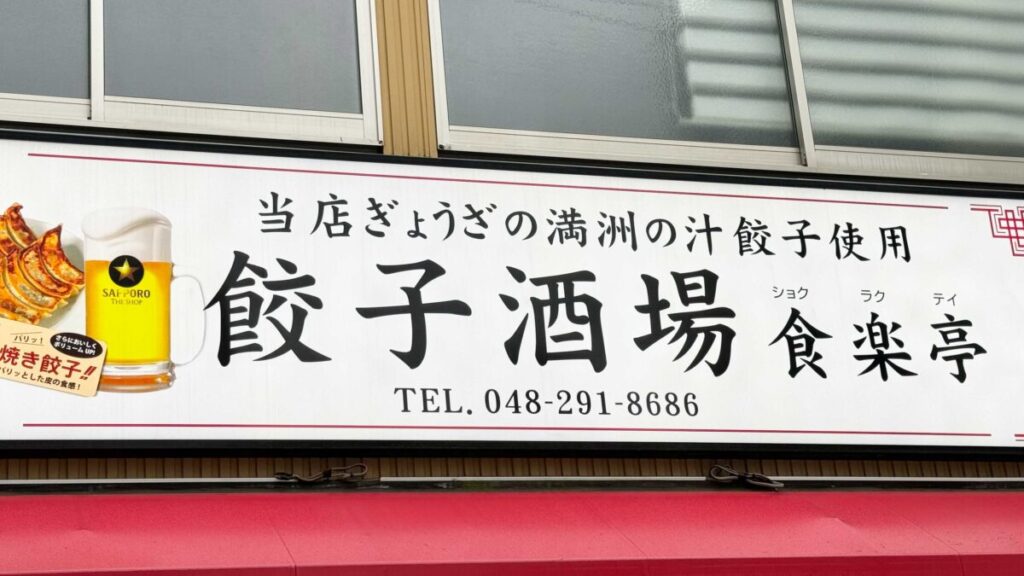 当店ぎょうざの満洲の汁餃子使用
餃子酒場
ショク ラク テイ
食楽亭
TEL. 048-291-8686
SAPPORO
THE SHOP
パリッ!
さらにおいしく
ボリュームUP!
焼き餃子!!
パリッとした皮の食感!